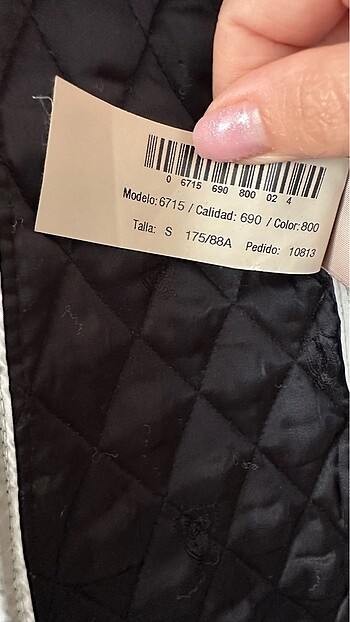 0 6715 690 800 02 4
Modelo: 6715 / Calidad: 690 / Color: 800
Talla: S 175/88A Pedido: 10813